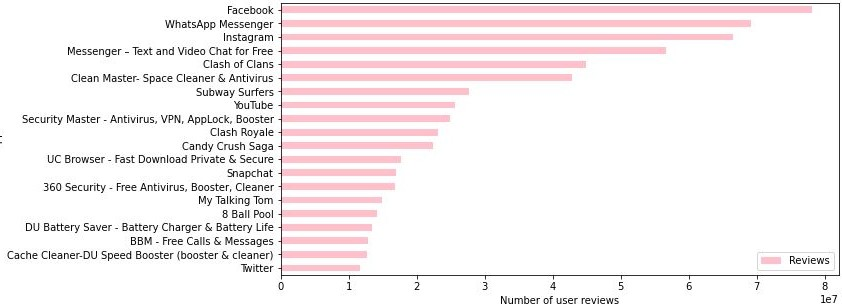 Facebook
WhatsApp Messenger
Instagram
Messenger – Text and Video Chat for Free
Clash of Clans
Clean Master- Space Cleaner & Antivirus
Subway Surfers
YouTube
Security Master - Antivirus, VPN, AppLock, Booster
Clash Royale
Candy Crush Saga
UC Browser - Fast Download Private & Secure
Snapchat
360 Security - Free Antivirus, Booster, Cleaner
My Talking Tom
8 Ball Pool
DU Battery Saver - Battery Charger & Battery Life
BBM - Free Calls & Messages
Cache Cleaner-DU Speed Booster (booster & cleaner)
Twitter
Reviews
0 1 2 3 4 5 6 7 8
1e7
Number of user reviews